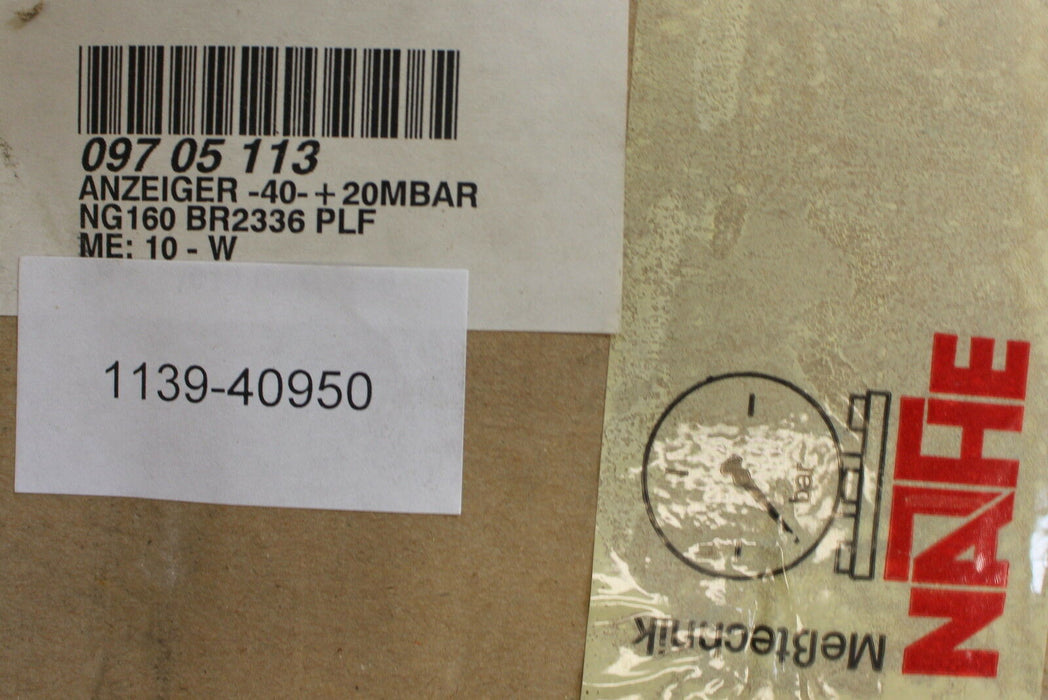 097 05 113
ANZEIGER -40-+20MBAR
NG160 BR2336 PLF
ME: 10 - W
1139-40950
bar
Meßtechnik
NAHE